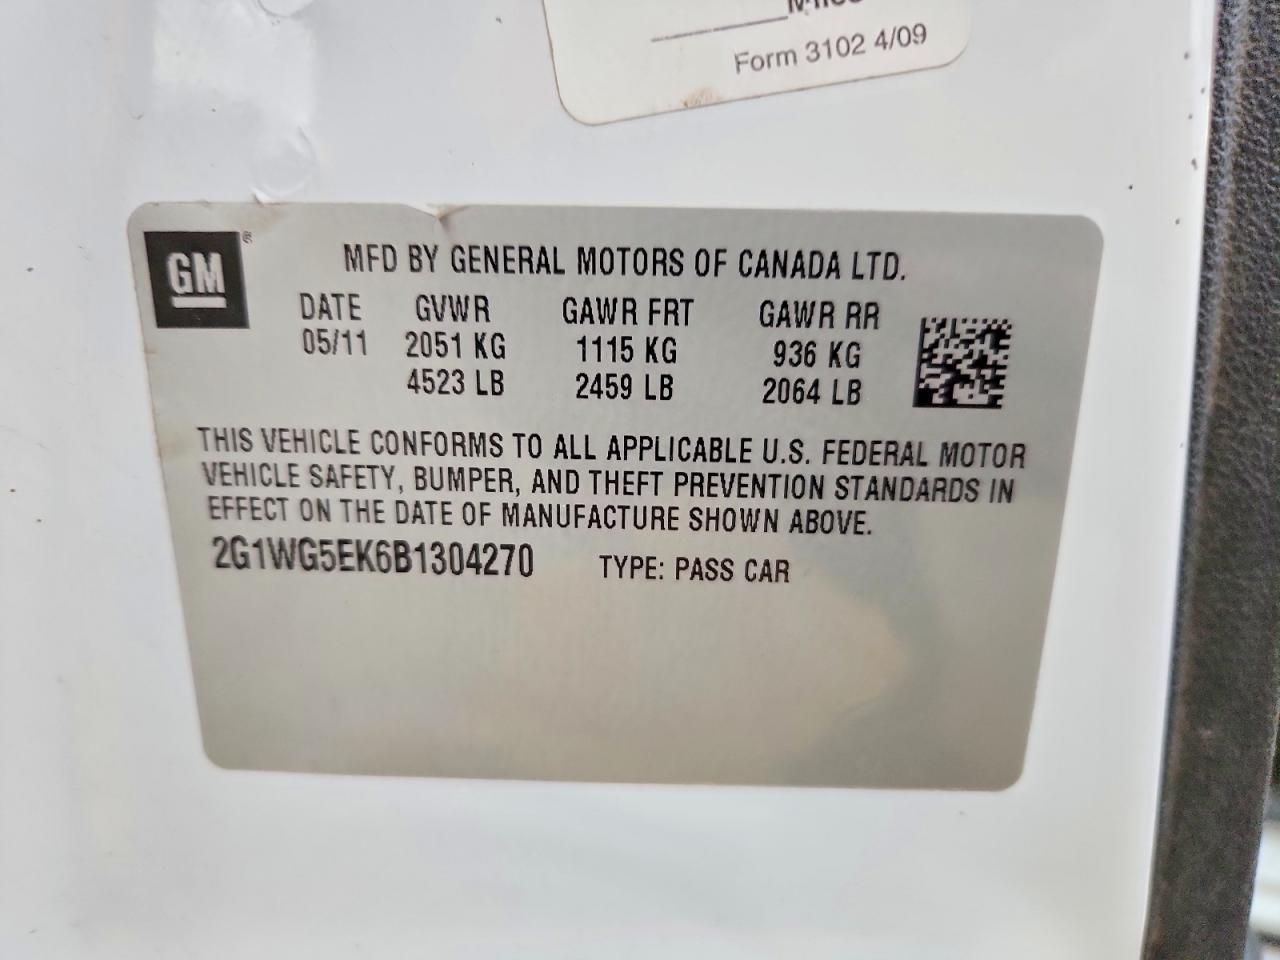 Form 3102 4/09
GM®
MFD BY GENERAL MOTORS OF CANADA LTD.
DATE GVWR GAWR FRT GAWR RR
05/11 2051 KG 1115 KG 936 KG
4523 LB 2459 LB 2064 LB
THIS VEHICLE CONFORMS TO ALL APPLICABLE U.S. FEDERAL MOTOR
VEHICLE SAFETY, BUMPER, AND THEFT PREVENTION STANDARDS IN
EFFECT ON THE DATE OF MANUFACTURE SHOWN ABOVE.
2G1WG5EK6B1304270 TYPE: PASS CAR